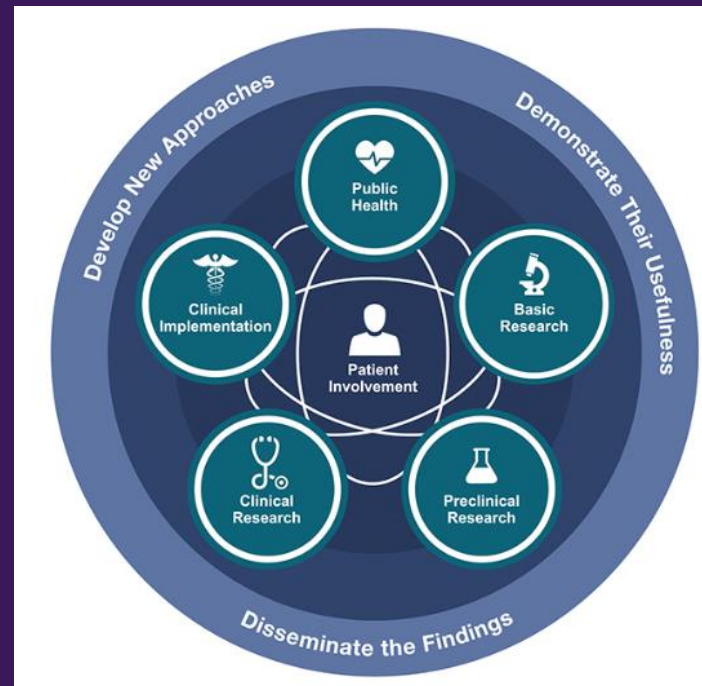 Develop New Approaches
Demonstrate Their Usefulness
Public
Health
Clinical
Implementation
Basic
Research
Patient
Involvement
Clinical
Research
Preclinical
Research
Disseminate the Findings